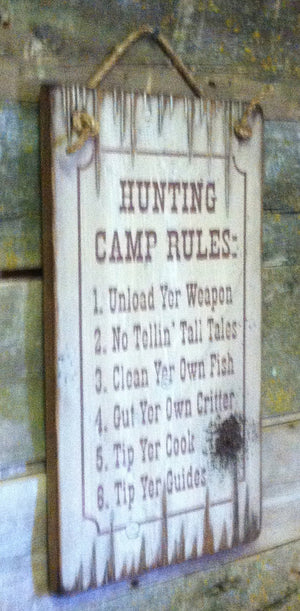 HUNTING
CAMP RULES:
1. Unload Yer Weapon
2. No Tellin' Tall Tales
3. Clean Yer Own Fish
4. Gut Yer Own Critter
5. Tip Yer Cook
6. Tip Yer Guides